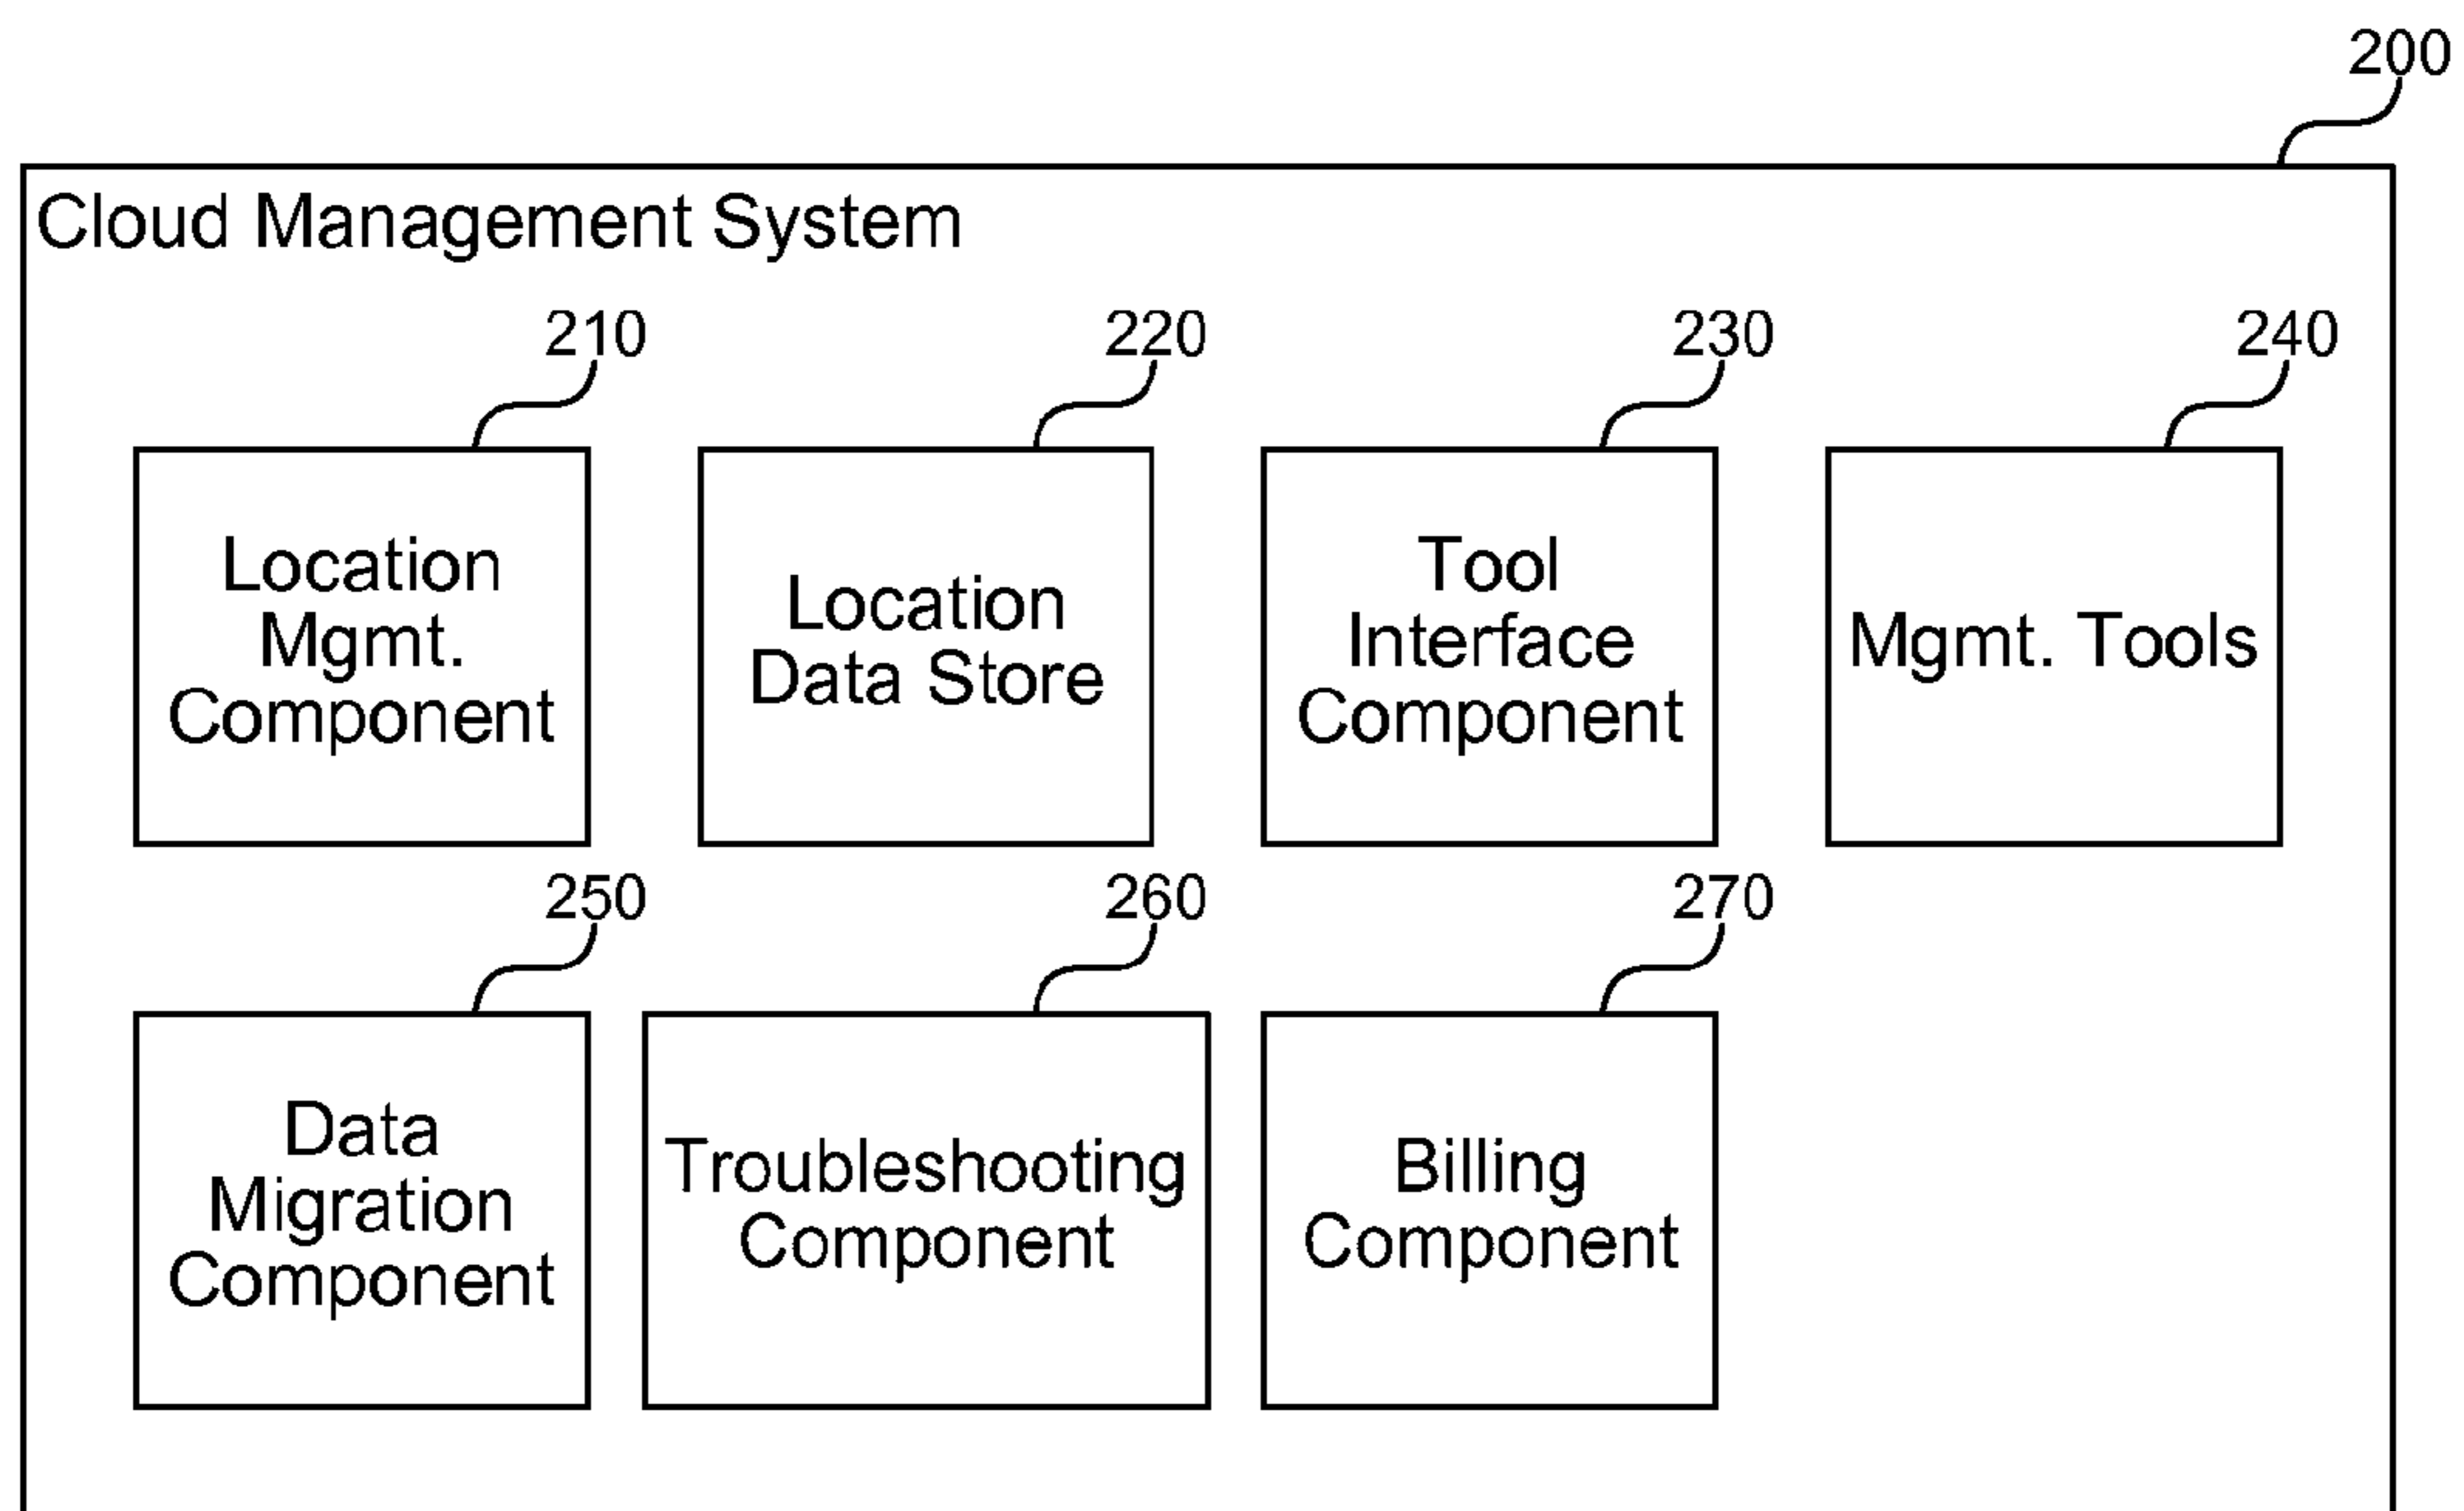 200
Cloud Management System
210
220
230
240
Location
Mgmt.
Component
Location
Data Store
Tool
Interface
Component
Mgmt. Tools
250
260
270
Data
Migration
Component
Troubleshooting
Component
Billing
Component